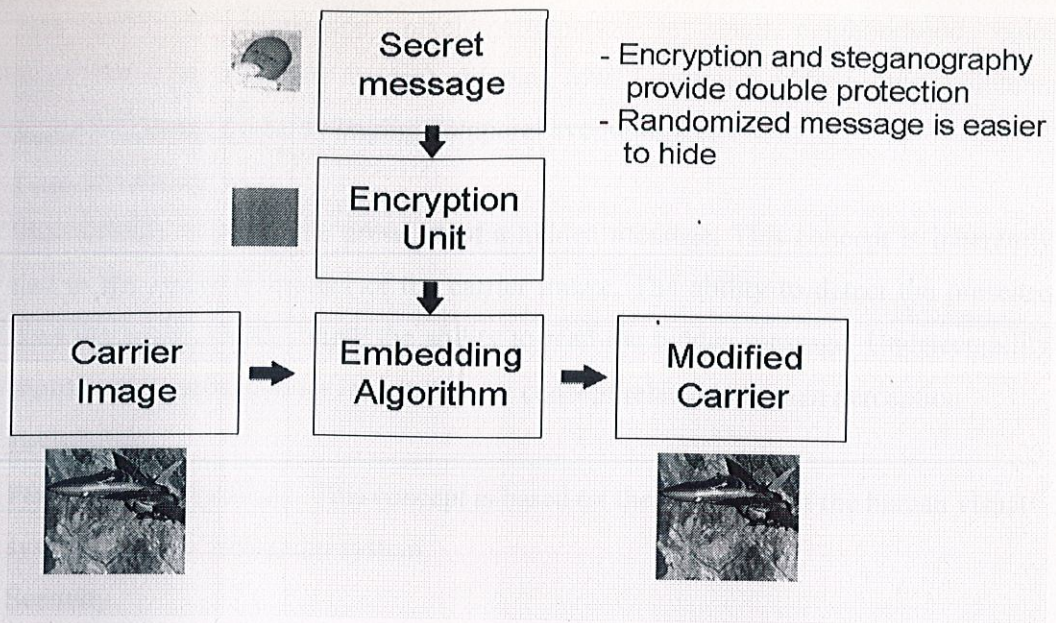 Secret
message
- Encryption and steganography
provide double protection
- Randomized message is easier
to hide
Encryption
Unit
Carrier
Image
Embedding
Algorithm
Modified
Carrier